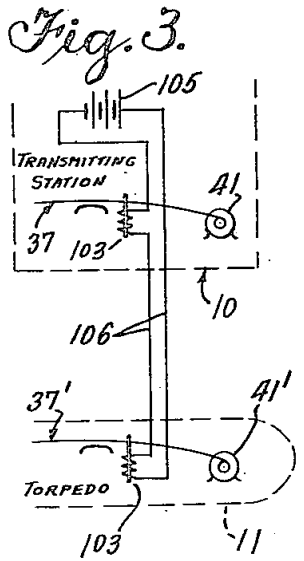 Fig. 3.
105
TRANSMITTING
STATION
41
37
103
10
106
37'
41'
TORPEDO
103
11